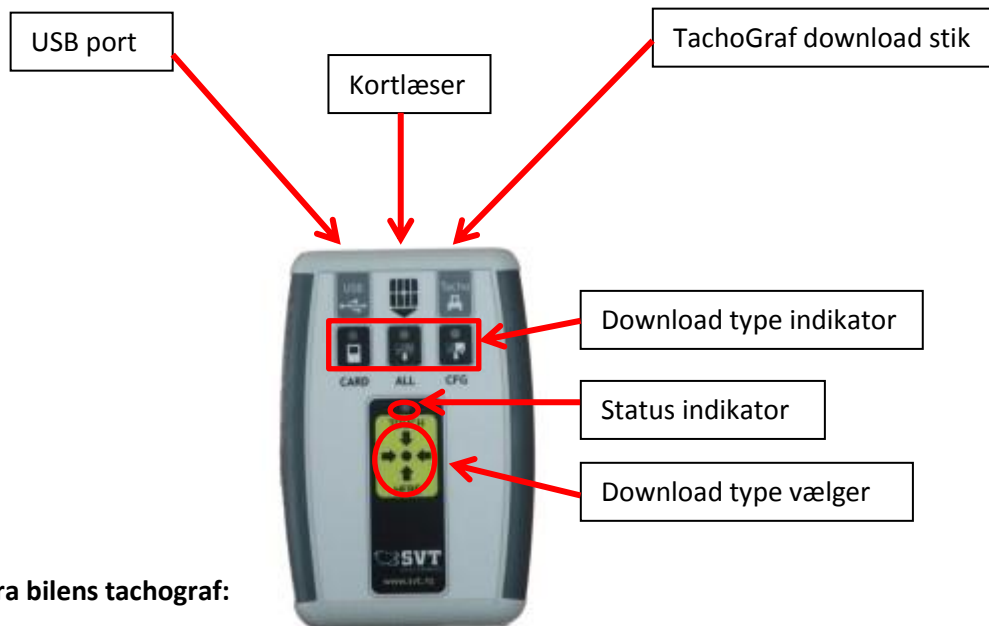 USB port
TachoGraf download stik
Kortlæser
USB
Tacho
Download type indikator
CARD ALL CFG
Status indikator
Download type vælger
SVT
www.svt.ro
ra bilens tachograf: